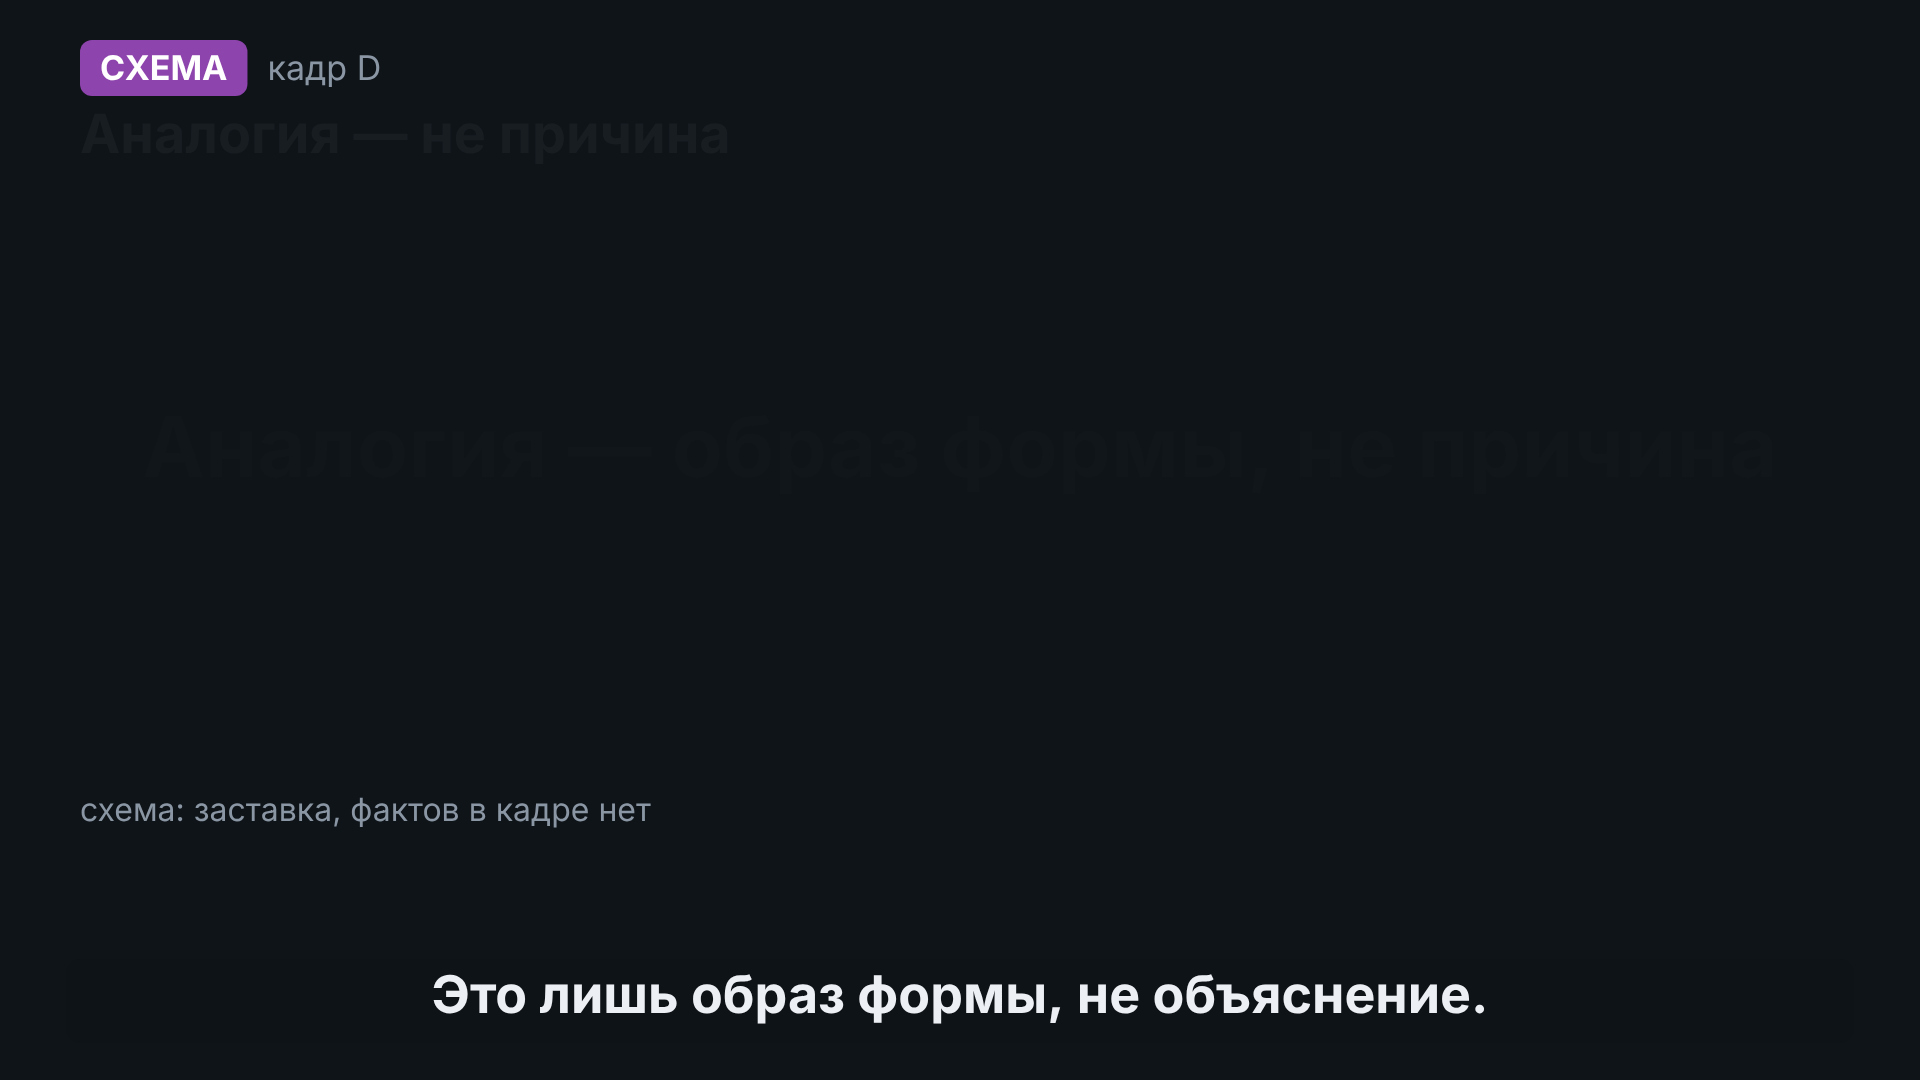 СХЕМА кадр D
Аналогия — не причина
Аналогия — образ формы, не причина
схема: заставка, фактов в кадре нет
Это лишь образ формы, не объяснение.